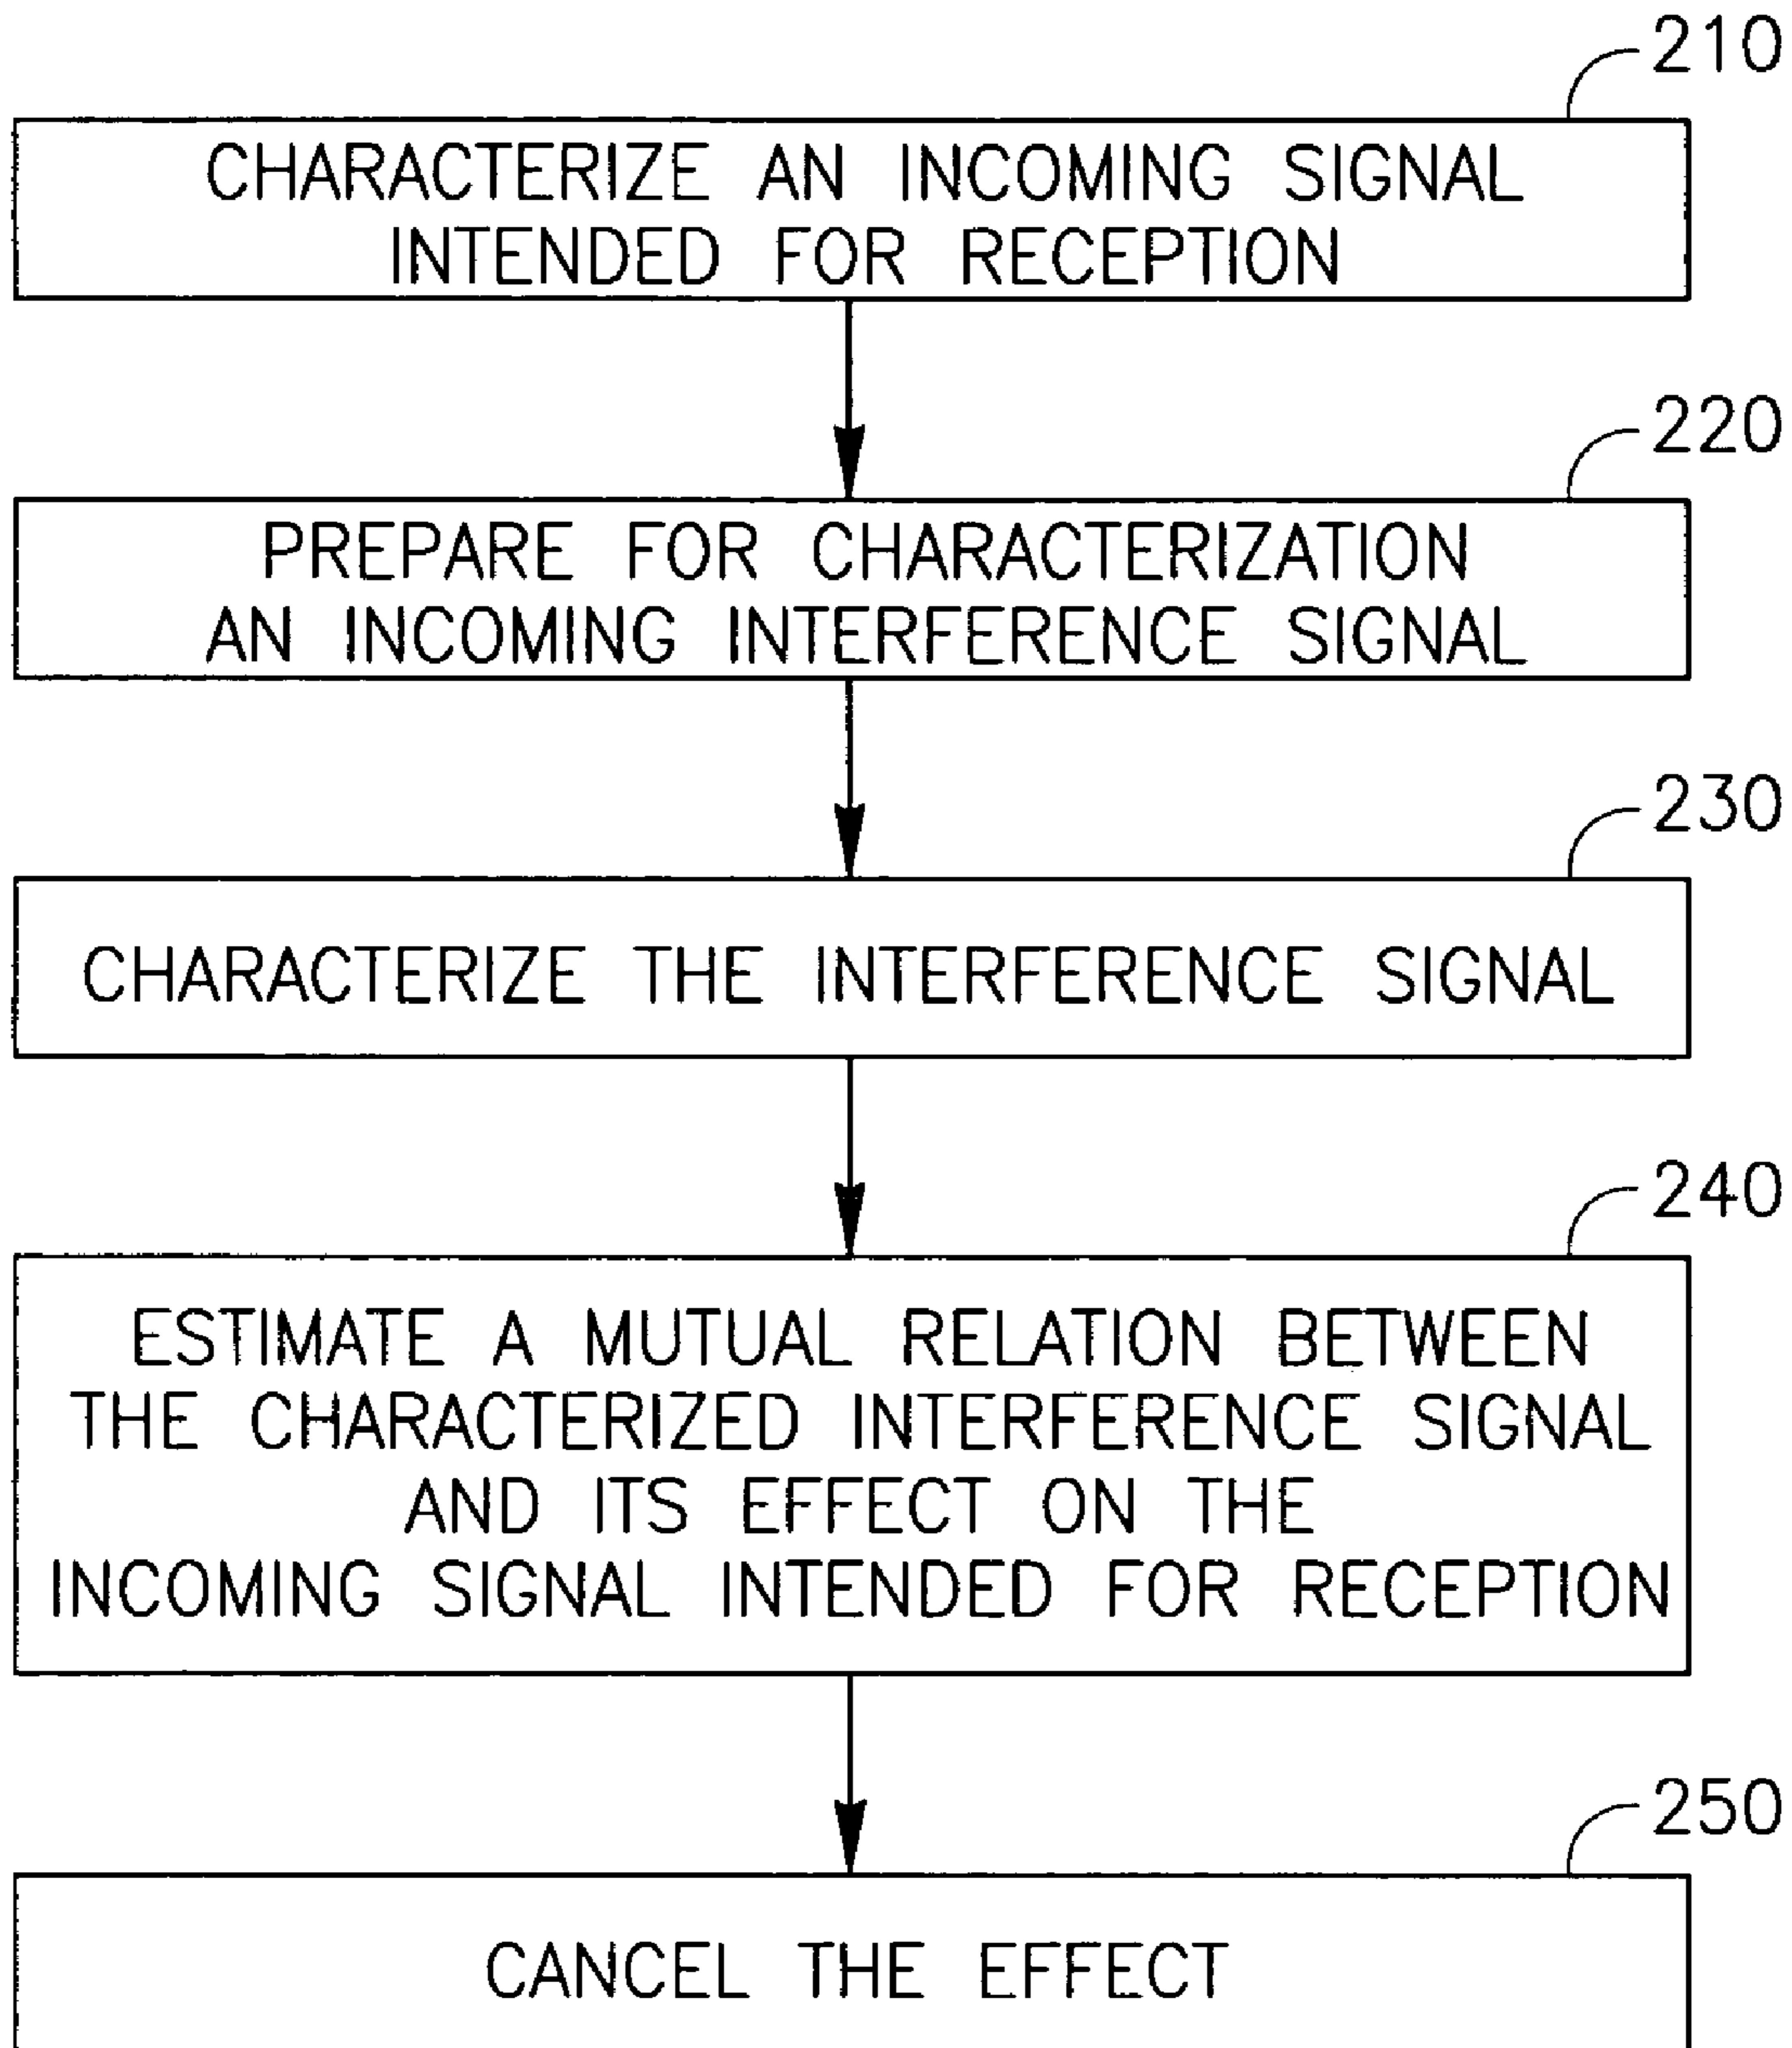 210
CHARACTERIZE AN INCOMING SIGNAL
INTENDED FOR RECEPTION
220
PREPARE FOR CHARACTERIZATION
AN INCOMING INTERFERENCE SIGNAL
230
CHARACTERIZE THE INTERFERENCE SIGNAL
240
ESTIMATE A MUTUAL RELATION BETWEEN
THE CHARACTERIZED INTERFERENCE SIGNAL
AND ITS EFFECT ON THE
INCOMING SIGNAL INTENDED FOR RECEPTION
250
CANCEL THE EFFECT